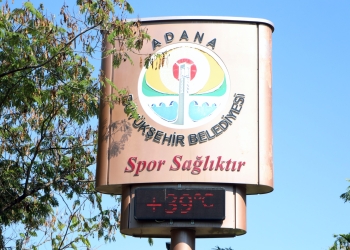 ADANA
BÜYÜKŞEHİR BELEDİYESİ
Spor Sağlıktır
+39°C